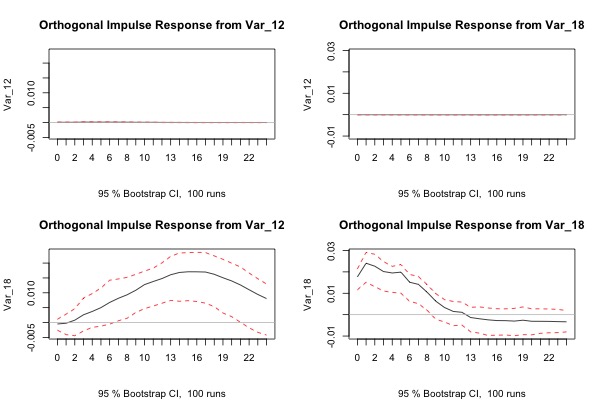 Orthogonal Impulse Response from Var_12
Var_12
0.010
-0.005
0 2 4 6 8 10 13 16 19 22
95 % Bootstrap CI, 100 runs
Orthogonal Impulse Response from Var_18
Var_12
0.03
0.01
-0.01
0 2 4 6 8 10 13 16 19 22
95 % Bootstrap CI, 100 runs
Orthogonal Impulse Response from Var_12
Var_18
0.010
-0.005
0 2 4 6 8 10 13 16 19 22
95 % Bootstrap CI, 100 runs
Orthogonal Impulse Response from Var_18
Var_18
0.03
0.01
-0.01
0 2 4 6 8 10 13 16 19 22
95 % Bootstrap CI, 100 runs